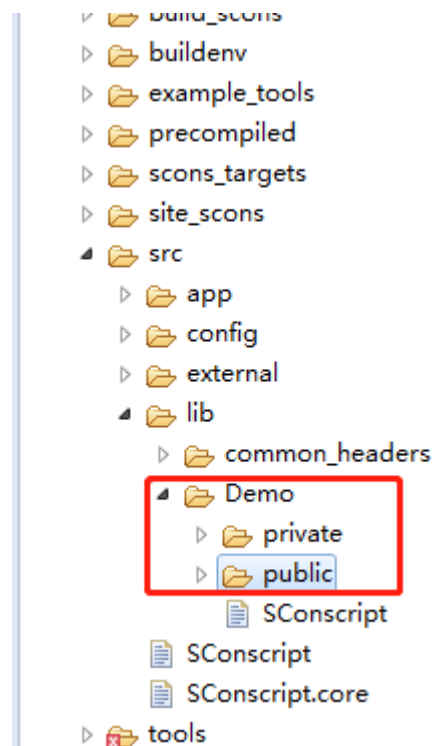 build_scons
buildenv
example_tools
precompiled
scons_targets
site_scons
src
app
config
external
lib
common_headers
Demo
private
public
SConscript
SConscript
SConscript.core
tools